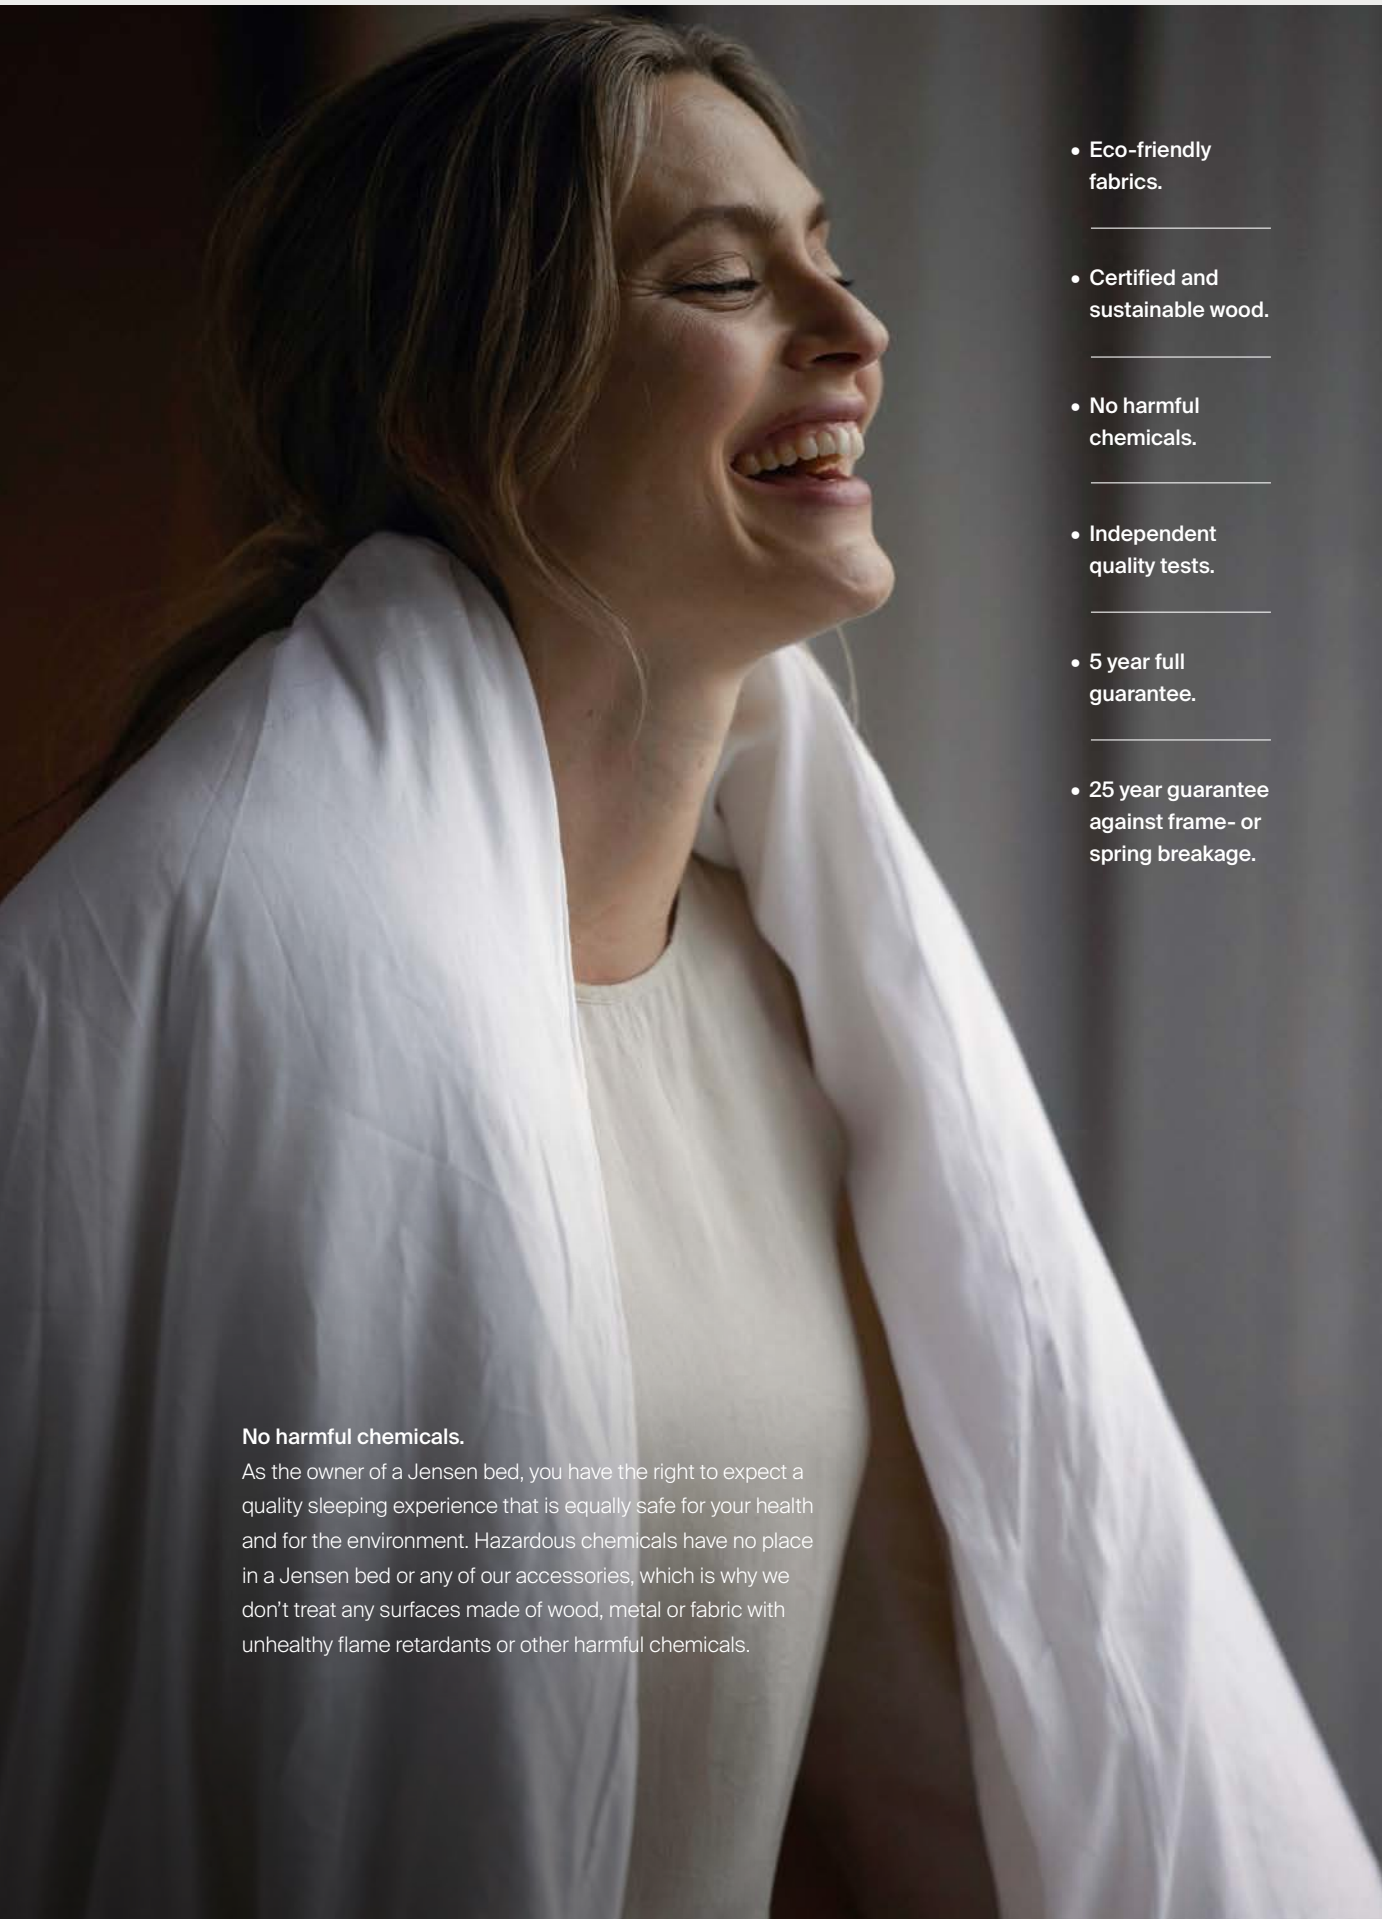 • Eco-friendly
fabrics.
• Certified and
sustainable wood.
• No harmful
chemicals.
• Independent
quality tests.
• 5 year full
guarantee.
• 25 year guarantee
against frame- or
spring breakage.
No harmful chemicals.
As the owner of a Jensen bed, you have the right to expect a
quality sleeping experience that is equally safe for your health
and for the environment. Hazardous chemicals have no place
in a Jensen bed or any of our accessories, which is why we
don’t treat any surfaces made of wood, metal or fabric with
unhealthy flame retardants or other harmful chemicals.